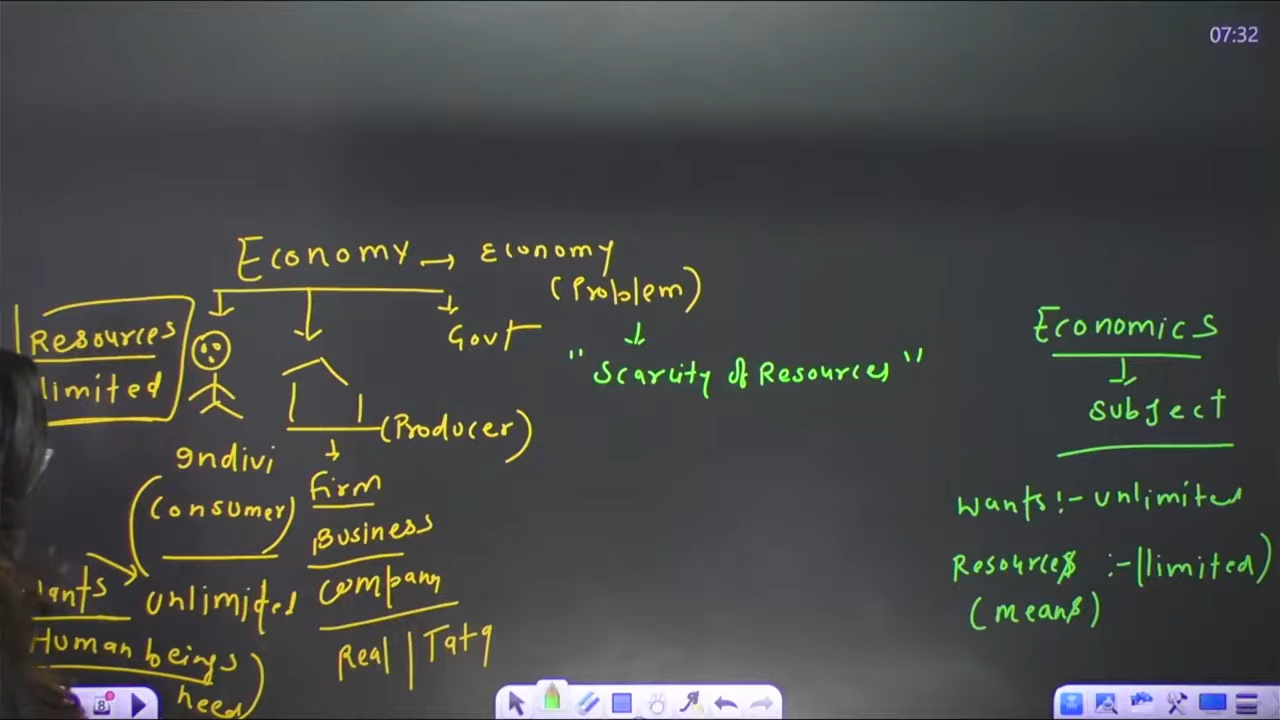 07:32
Economy → Economy
(Problem)
Govt
"Scarcity of Resources"
Resources
limited
(Producer)
Indivi
(Consumer)
Firm
Business
Company
unlimited
Human beings
need)
Real | Tata
Economics
subject
Wants :- unlimited
Resources :- (limited)
(means)